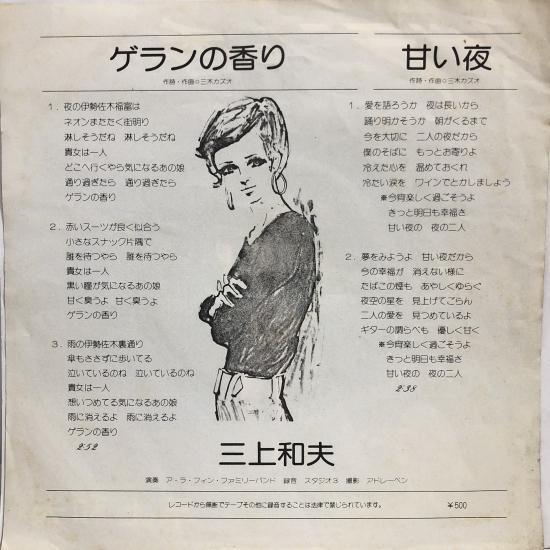 ゲランの香り
作詩・作曲◎三木カズオ
1. 夜の伊勢佐木福富は
ネオンまたたく街明り
淋しそうだね 淋しそうだね
貴女は一人
どこへ行くやら気になるあの娘
通り過ぎたら 通り過ぎたら
ゲランの香り
2. 赤いスーツが良く似合う
小さなスナック片隅で
誰を待つやら 誰を待つやら
貴女は一人
黒い瞳が気になるあの娘
甘く臭うよ 甘く臭うよ
ゲランの香り
3. 雨の伊勢佐木裏通り
傘もささずに歩いてる
泣いているのね 泣いているのね
貴女は一人
想いつめてる気になるあの娘
雨に消えるよ 雨に消えるよ
ゲランの香り
2:52
甘い夜
作詩・作曲◎三木カズオ
1. 愛を語ろうか 夜は長いから
踊り明かそうか 朝がくるまで
今を大切に 二人の夜だから
僕のそばに もっとお寄りよ
冷えた心を 温めておくれ
冷たい涙を ワインでとかしましょう
※今宵楽しく過ごそうよ
きっと明日も幸福さ
甘い夜の 夜の二人
2. 夢をみようよ 甘い夜だから
今の幸福が 消えない様に
たばこの煙も あやしくゆらぐ
夜空の星を 見上げてごらん
二人の愛を 見つめているよ
ギターの調らべも 優しく甘く
※今宵楽しく過ごそうよ
きっと明日も幸福さ
甘い夜の 夜の二人
2:38
三上和夫
演奏 ア・ラ・フィン・ファミリーバンド 録音 スタジオ3 撮影 アドレーベン
レコードから無断でテープその他に録音することは法律で禁じられています。
￥500